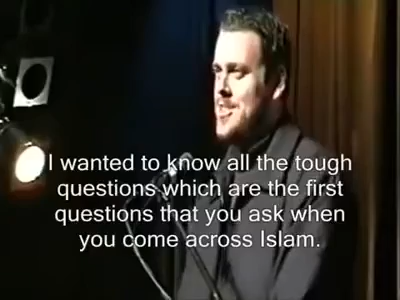 I wanted to know all the tough
questions which are the first
questions that you ask when
you come across Islam.